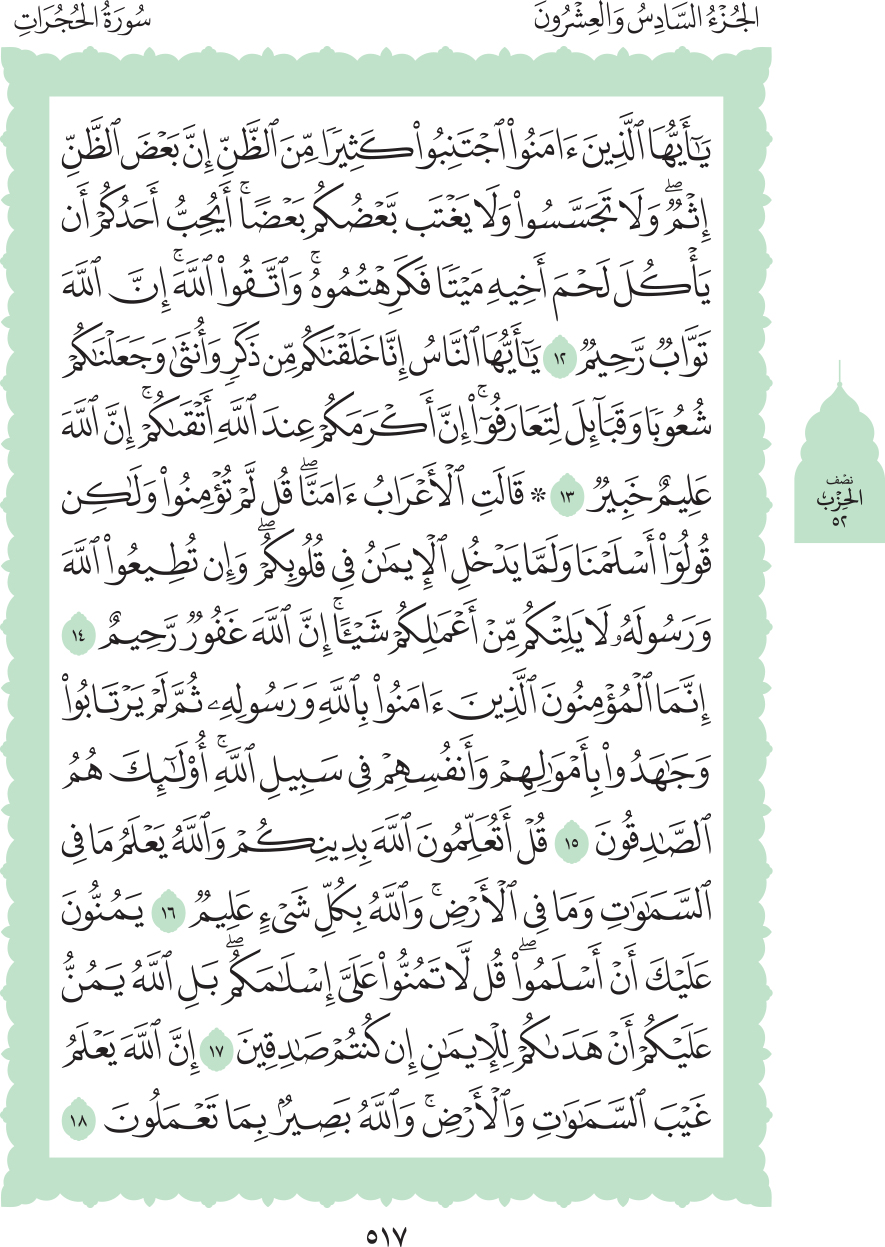 الجُزْءُ السَّادِسُ وَالْعِشْرُونَ
سُورَةُ الحُجُرَاتِ
يَٰٓأَيُّهَا ٱلَّذِينَ ءَامَنُوا۟ ٱجْتَنِبُوا۟ كَثِيرًا مِّنَ ٱلظَّنِّ إِنَّ بَعْضَ ٱلظَّنِّ
إِثْمٌ ۖ وَلَا تَجَسَّسُوا۟ وَلَا يَغْتَب بَّعْضُكُم بَعْضًا ۚ أَيُحِبُّ أَحَدُكُمْ أَن
يَأْكُلَ لَحْمَ أَخِيهِ مَيْتًا فَكَرِهْتُمُوهُ ۚ وَٱتَّقُوا۟ ٱللَّهَ ۚ إِنَّ ٱللَّهَ
تَوَّابٌ رَّحِيمٌ ١٢ يَٰٓأَيُّهَا ٱلنَّاسُ إِنَّا خَلَقْنَٰكُم مِّن ذَكَرٍ وَأُنثَىٰ وَجَعَلْنَٰكُمْ
شُعُوبًا وَقَبَآئِلَ لِتَعَارَفُوٓا۟ ۚ إِنَّ أَكْرَمَكُمْ عِندَ ٱللَّهِ أَتْقَىٰكُمْ ۚ إِنَّ ٱللَّهَ
عَلِيمٌ خَبِيرٌ ١٣ * قَالَتِ ٱلْأَعْرَابُ ءَامَنَّا ۖ قُل لَّمْ تُؤْمِنُوا۟ وَلَٰكِن
قُولُوٓا۟ أَسْلَمْنَا وَلَمَّا يَدْخُلِ ٱلْإِيمَٰنُ فِى قُلُوبِكُمْ ۖ وَإِن تُطِيعُوا۟ ٱللَّهَ
وَرَسُولَهُۥ لَا يَلِتْكُم مِّنْ أَعْمَٰلِكُمْ شَيْـًٔا ۚ إِنَّ ٱللَّهَ غَفُورٌ رَّحِيمٌ ١٤
إِنَّمَا ٱلْمُؤْمِنُونَ ٱلَّذِينَ ءَامَنُوا۟ بِٱللَّهِ وَرَسُولِهِۦ ثُمَّ لَمْ يَرْتَابُوا۟
وَجَٰهَدُوا۟ بِأَمْوَٰلِهِمْ وَأَنفُسِهِمْ فِى سَبِيلِ ٱللَّهِ ۚ أُو۟لَٰٓئِكَ هُمُ
ٱلصَّٰدِقُونَ ١٥ قُلْ أَتُعَلِّمُونَ ٱللَّهَ بِدِينِكُمْ وَٱللَّهُ يَعْلَمُ مَا فِى
ٱلسَّمَٰوَٰتِ وَمَا فِى ٱلْأَرْضِ ۚ وَٱللَّهُ بِكُلِّ شَىْءٍ عَلِيمٌ ١٦ يَمُنُّونَ
عَلَيْكَ أَنْ أَسْلَمُوا۟ ۖ قُل لَّا تَمُنُّوا۟ عَلَىَّ إِسْلَٰمَكُم ۖ بَلِ ٱللَّهُ يَمُنُّ
عَلَيْكُمْ أَنْ هَدَىٰكُمْ لِلْإِيمَٰنِ إِن كُنتُمْ صَٰدِقِينَ ١٧ إِنَّ ٱللَّهَ يَعْلَمُ
غَيْبَ ٱلسَّمَٰوَٰتِ وَٱلْأَرْضِ ۚ وَٱللَّهُ بَصِيرٌۢ بِمَا تَعْمَلُونَ ١٨
نصْف
الحِزْب
٥٢
٥١٧